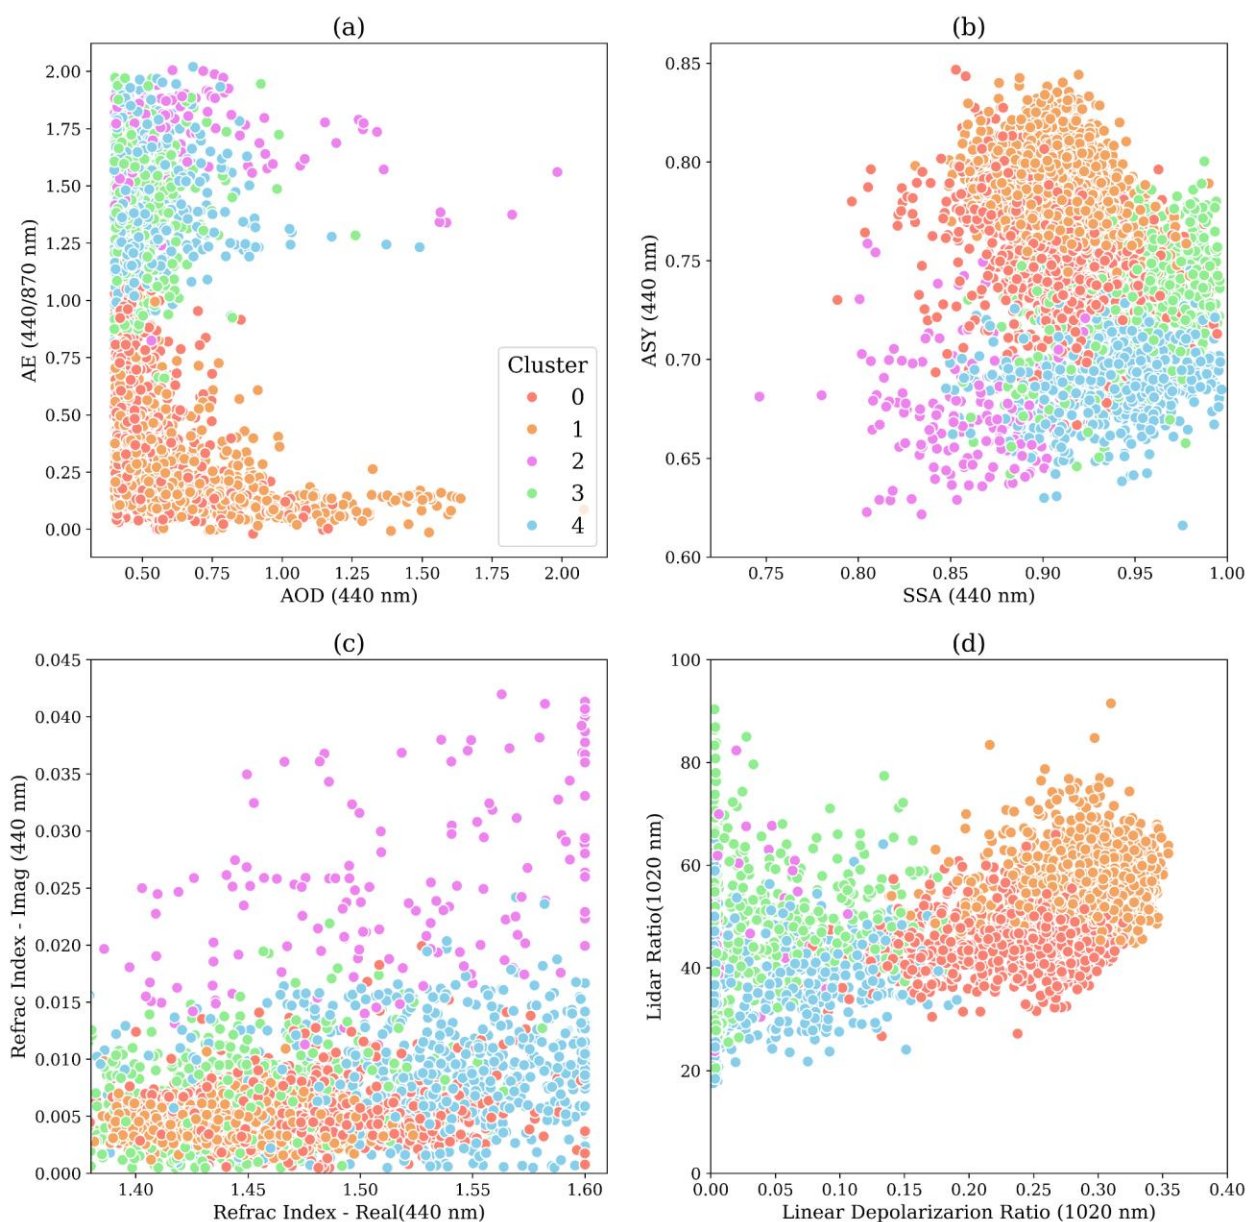 (a)
2.00
1.75
1.50
1.25
1.00
0.75
0.50
0.25
0.00
AE (440/870 nm)
0.50 0.75 1.00 1.25 1.50 1.75 2.00
AOD (440 nm)
Cluster
0
1
2
3
4
(b)
0.85
0.80
0.75
0.70
0.65
0.60
ASY (440 nm)
0.75 0.80 0.85 0.90 0.95 1.00
SSA (440 nm)
(c)
0.045
0.040
0.035
0.030
0.025
0.020
0.015
0.010
0.005
0.000
Refrac Index - Imag (440 nm)
1.40 1.45 1.50 1.55 1.60
Refrac Index - Real(440 nm)
(d)
100
80
60
40
20
0
Lidar Ratio(1020 nm)
0.00 0.05 0.10 0.15 0.20 0.25 0.30 0.35 0.40
Linear Depolarizarion Ratio (1020 nm)